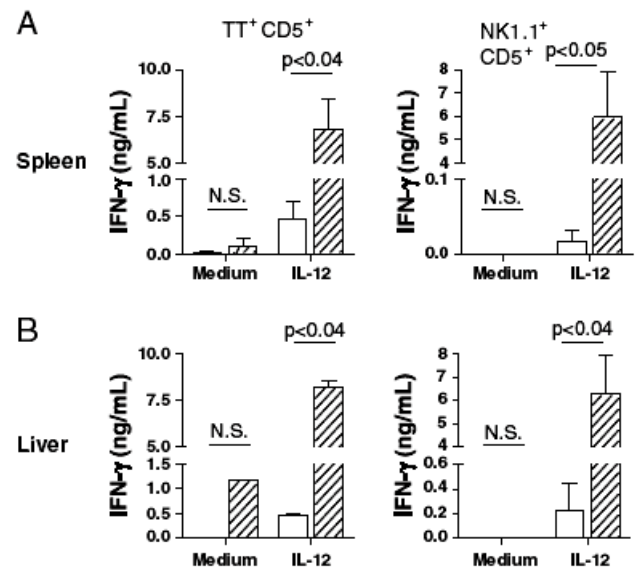 A
TT+ CD5+
NK1.1+
CD5+
Spleen
IFN-γ (ng/mL)
10.0
7.5
5.0
1.0
0.5
0.0
N.S.
p<0.04
Medium
IL-12
IFN-γ (ng/mL)
8
7
6
5
4
0.1
0.0
N.S.
p<0.05
Medium
IL-12
B
Liver
IFN-γ (ng/mL)
10.0
7.5
5.0
1.5
1.0
0.5
0.0
N.S.
p<0.04
Medium
IL-12
IFN-γ (ng/mL)
8
7
6
5
4
0.6
0.4
0.2
0.0
N.S.
p<0.04
Medium
IL-12